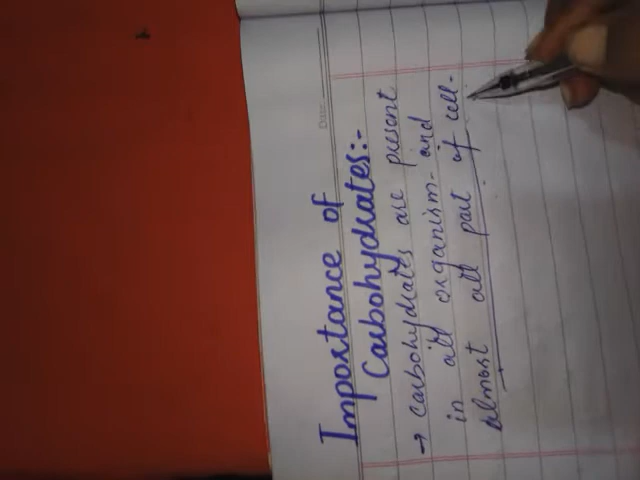 Importance of
Carbohydrates:-
→ carbohydrates are present
in all organism- and
almost all part of cell-